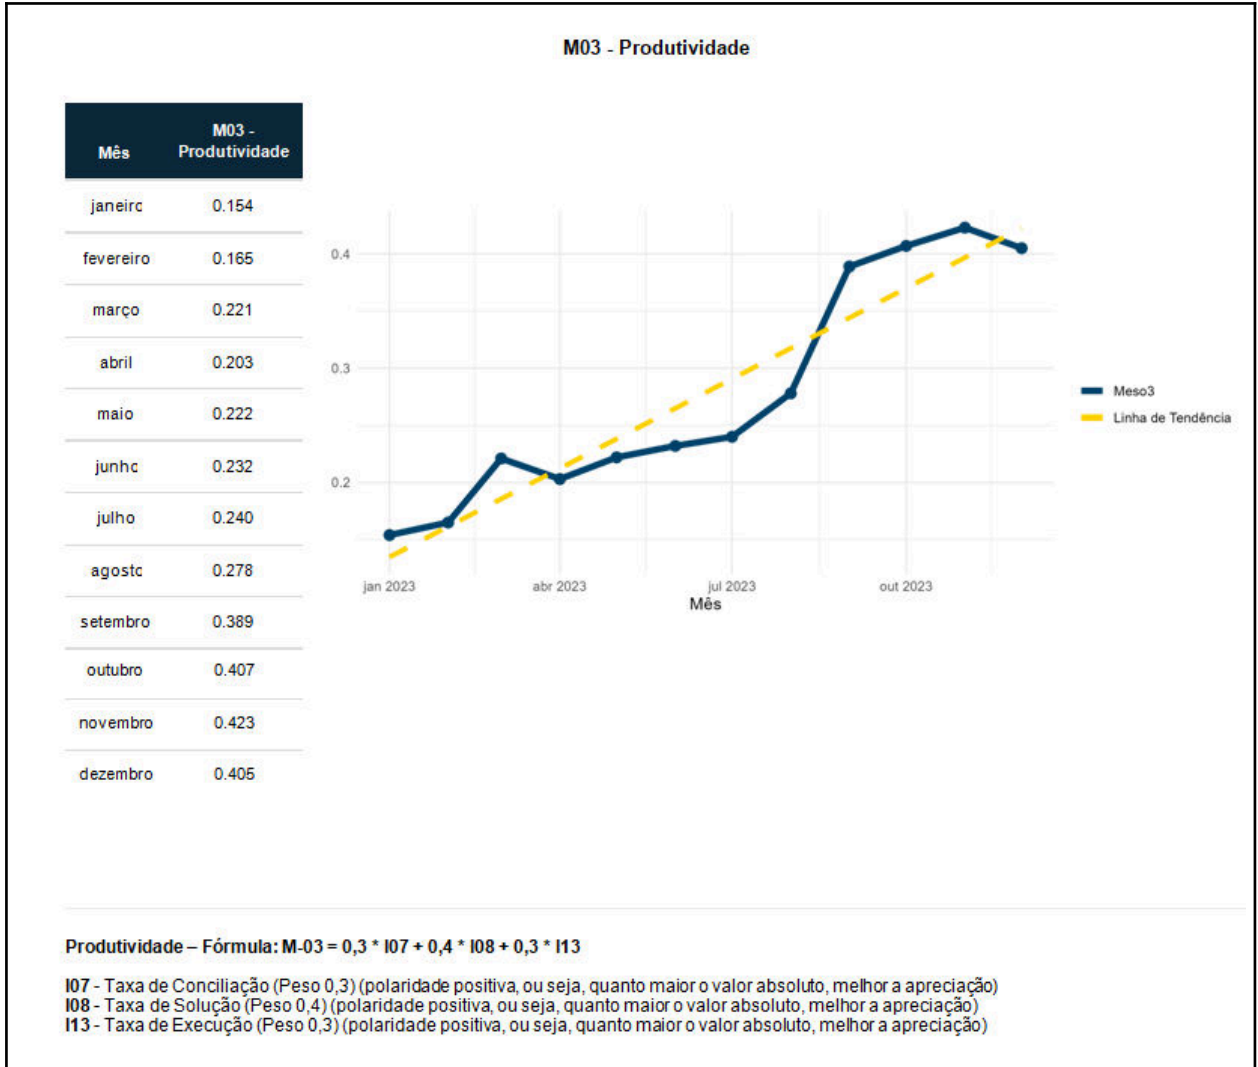 M03 - Produtividade
Mês M03 - Produtividade
janeirc 0.154
fevereiro 0.165
março 0.221
abril 0.203
maio 0.222
junhc 0.232
julho 0.240
agostc 0.278
setembro 0.389
outubro 0.407
novembro 0.423
dezembro 0.405
0.4
0.3
0.2
jan 2023 abr 2023 jul 2023 out 2023
Mês
Meso3
Linha de Tendência
Produtividade – Fórmula: M-03 = 0,3 * I07 + 0,4 * I08 + 0,3 * I13
I07 - Taxa de Conciliação (Peso 0,3) (polaridade positiva, ou seja, quanto maior o valor absoluto, melhor a apreciação)
I08 - Taxa de Solução (Peso 0,4) (polaridade positiva, ou seja, quanto maior o valor absoluto, melhor a apreciação)
I13 - Taxa de Execução (Peso 0,3) (polaridade positiva, ou seja, quanto maior o valor absoluto, melhor a apreciação)